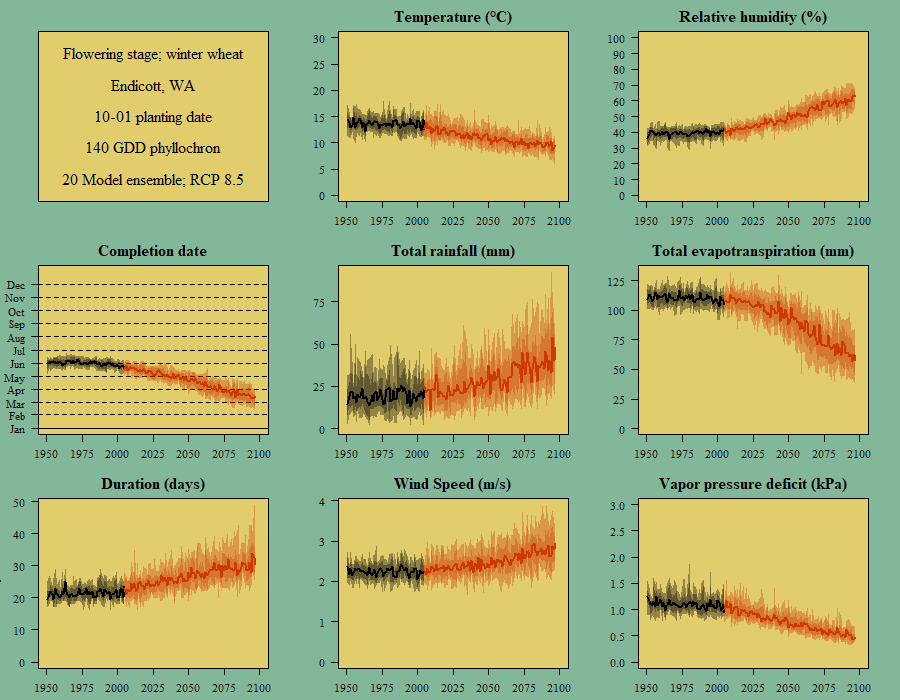 Temperature (°C)
Relative humidity (%)
Flowering stage; winter wheat
Endicott, WA
10-01 planting date
140 GDD phyllochron
20 Model ensemble; RCP 8.5
30
25
20
15
10
5
0
1950 1975 2000 2025 2050 2075 2100
100
90
80
70
60
50
40
30
20
10
0
1950 1975 2000 2025 2050 2075 2100
Completion date
Total rainfall (mm)
Total evapotranspiration (mm)
Dec
Nov
Oct
Sep
Aug
Jul
Jun
May
Apr
Mar
Feb
Jan
1950 1975 2000 2025 2050 2075 2100
75
50
25
0
1950 1975 2000 2025 2050 2075 2100
125
100
75
50
25
0
1950 1975 2000 2025 2050 2075 2100
Duration (days)
Wind Speed (m/s)
Vapor pressure deficit (kPa)
50
40
30
20
10
0
1950 1975 2000 2025 2050 2075 2100
4
3
2
1
0
1950 1975 2000 2025 2050 2075 2100
3.0
2.5
2.0
1.5
1.0
0.5
0.0
1950 1975 2000 2025 2050 2075 2100